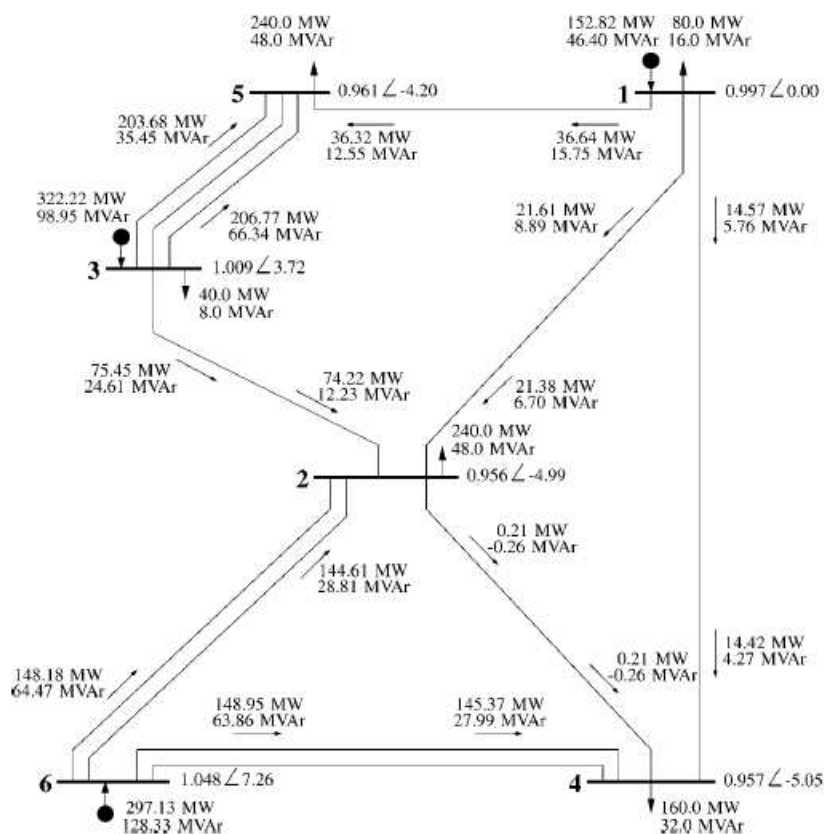 240.0 MW
48.0 MVAr
152.82 MW
46.40 MVAr
80.0 MW
16.0 MVAr
5
0.961∠-4.20
1
0.997∠0.00
203.68 MW
35.45 MVAr
36.32 MW
12.55 MVAr
36.64 MW
15.75 MVAr
322.22 MW
98.95 MVAr
206.77 MW
66.34 MVAr
21.61 MW
8.89 MVAr
14.57 MW
5.76 MVAr
3
1.009∠3.72
40.0 MW
8.0 MVAr
75.45 MW
24.61 MVAr
74.22 MW
12.23 MVAr
21.38 MW
6.70 MVAr
240.0 MW
48.0 MVAr
2
0.956∠-4.99
0.21 MW
-0.26 MVAr
144.61 MW
28.81 MVAr
14.42 MW
4.27 MVAr
0.21 MW
-0.26 MVAr
148.18 MW
64.47 MVAr
148.95 MW
63.86 MVAr
145.37 MW
27.99 MVAr
6
1.048∠7.26
4
0.957∠-5.05
297.13 MW
128.33 MVAr
160.0 MW
32.0 MVAr